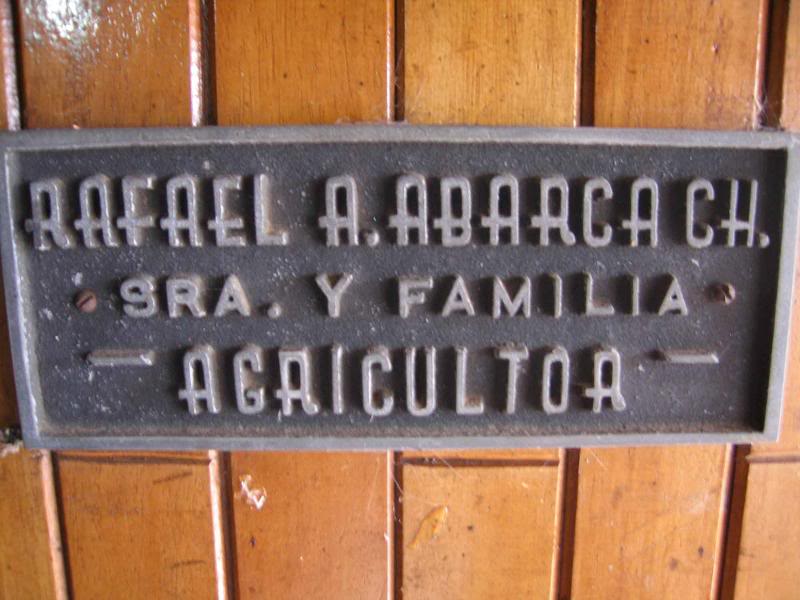 RAFAEL A. ABARCA CH.
SRA. Y FAMILIA
— AGRICULTOR —